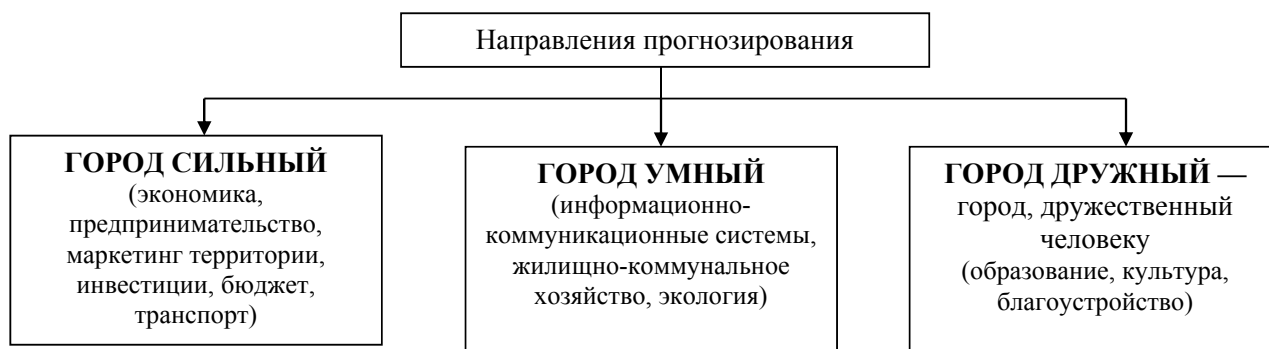 Направления прогнозирования
ГОРОД СИЛЬНЫЙ
(экономика,
предпринимательство,
маркетинг территории,
инвестиции, бюджет,
транспорт)
ГОРОД УМНЫЙ
(информационно-
коммуникационные системы,
жилищно-коммунальное
хозяйство, экология)
ГОРОД ДРУЖНЫЙ —
город, дружественный
человеку
(образование, культура,
благоустройство)